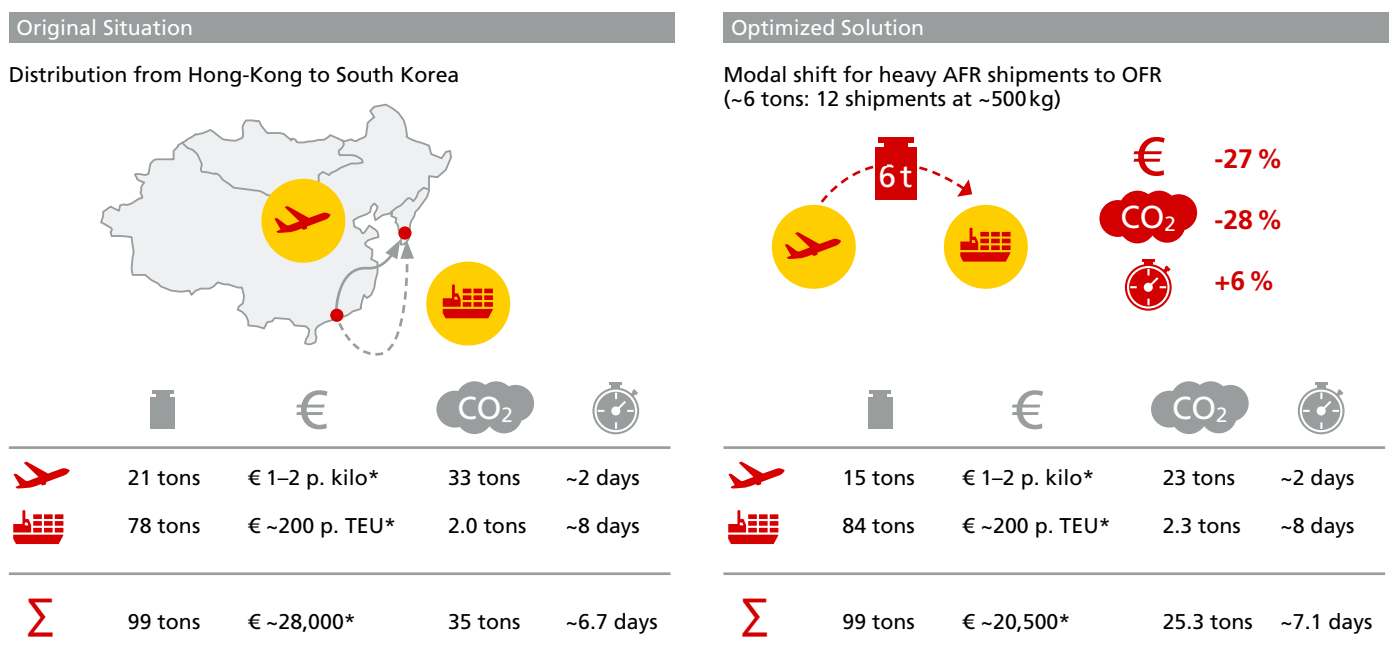 Original Situation
Distribution from Hong-Kong to South Korea
€
CO₂
21 tons € 1–2 p. kilo* 33 tons ~2 days
78 tons € ~200 p. TEU* 2.0 tons ~8 days
Σ 99 tons € ~28,000* 35 tons ~6.7 days
Optimized Solution
Modal shift for heavy AFR shipments to OFR
(~6 tons: 12 shipments at ~500 kg)
6 t
€ -27 %
CO₂ -28 %
+6 %
€
CO₂
15 tons € 1–2 p. kilo* 23 tons ~2 days
84 tons € ~200 p. TEU* 2.3 tons ~8 days
Σ 99 tons € ~20,500* 25.3 tons ~7.1 days